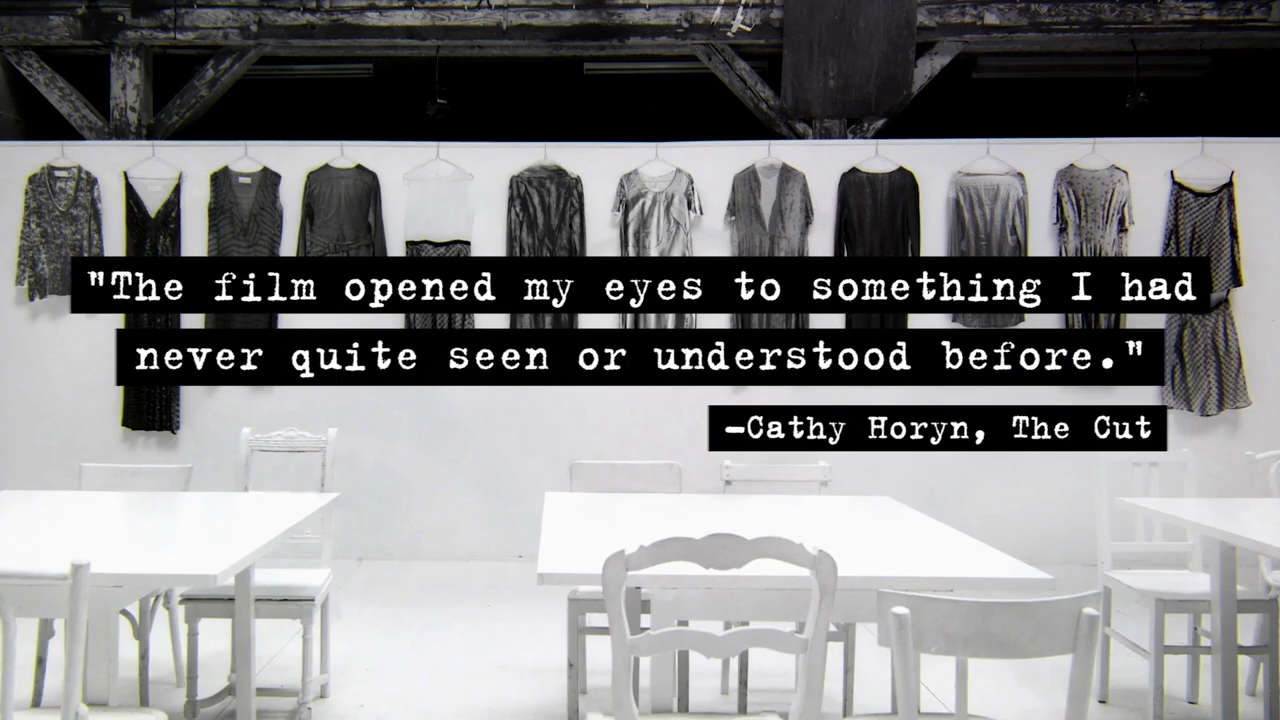 "The film opened my eyes to something I had
never quite seen or understood before."
—Cathy Horyn, The Cut